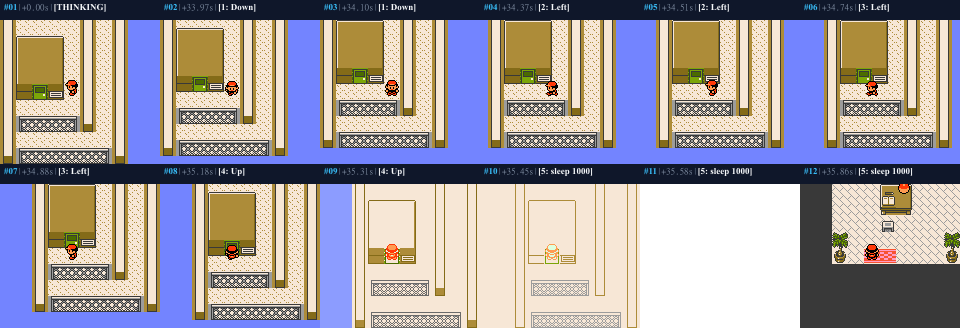 #01|+0.00s|[THINKING]
#02|+33.97s|[1: Down]
#03|+34.10s|[1: Down]
#04|+34.37s|[2: Left]
#05|+34.51s|[2: Left]
#06|+34.74s|[3: Left]
#07|+34.88s|[3: Left]
#08|+35.18s|[4: Up]
#09|+35.31s|[4: Up]
#10|+35.45s|[5: sleep 1000]
#11|+35.58s|[5: sleep 1000]
#12|+35.86s|[5: sleep 1000]